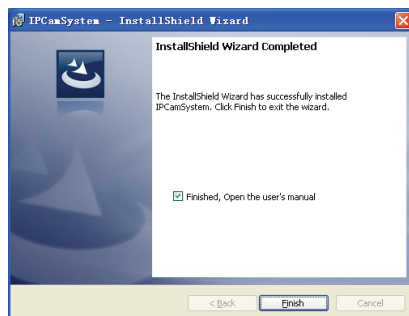 IPCamSystem - InstallShield Wizard
InstallShield Wizard Completed
The InstallShield Wizard has successfully installed
IPCamSystem. Click Finish to exit the wizard.
Finished, Open the user's manual
< Back
Finish
Cancel